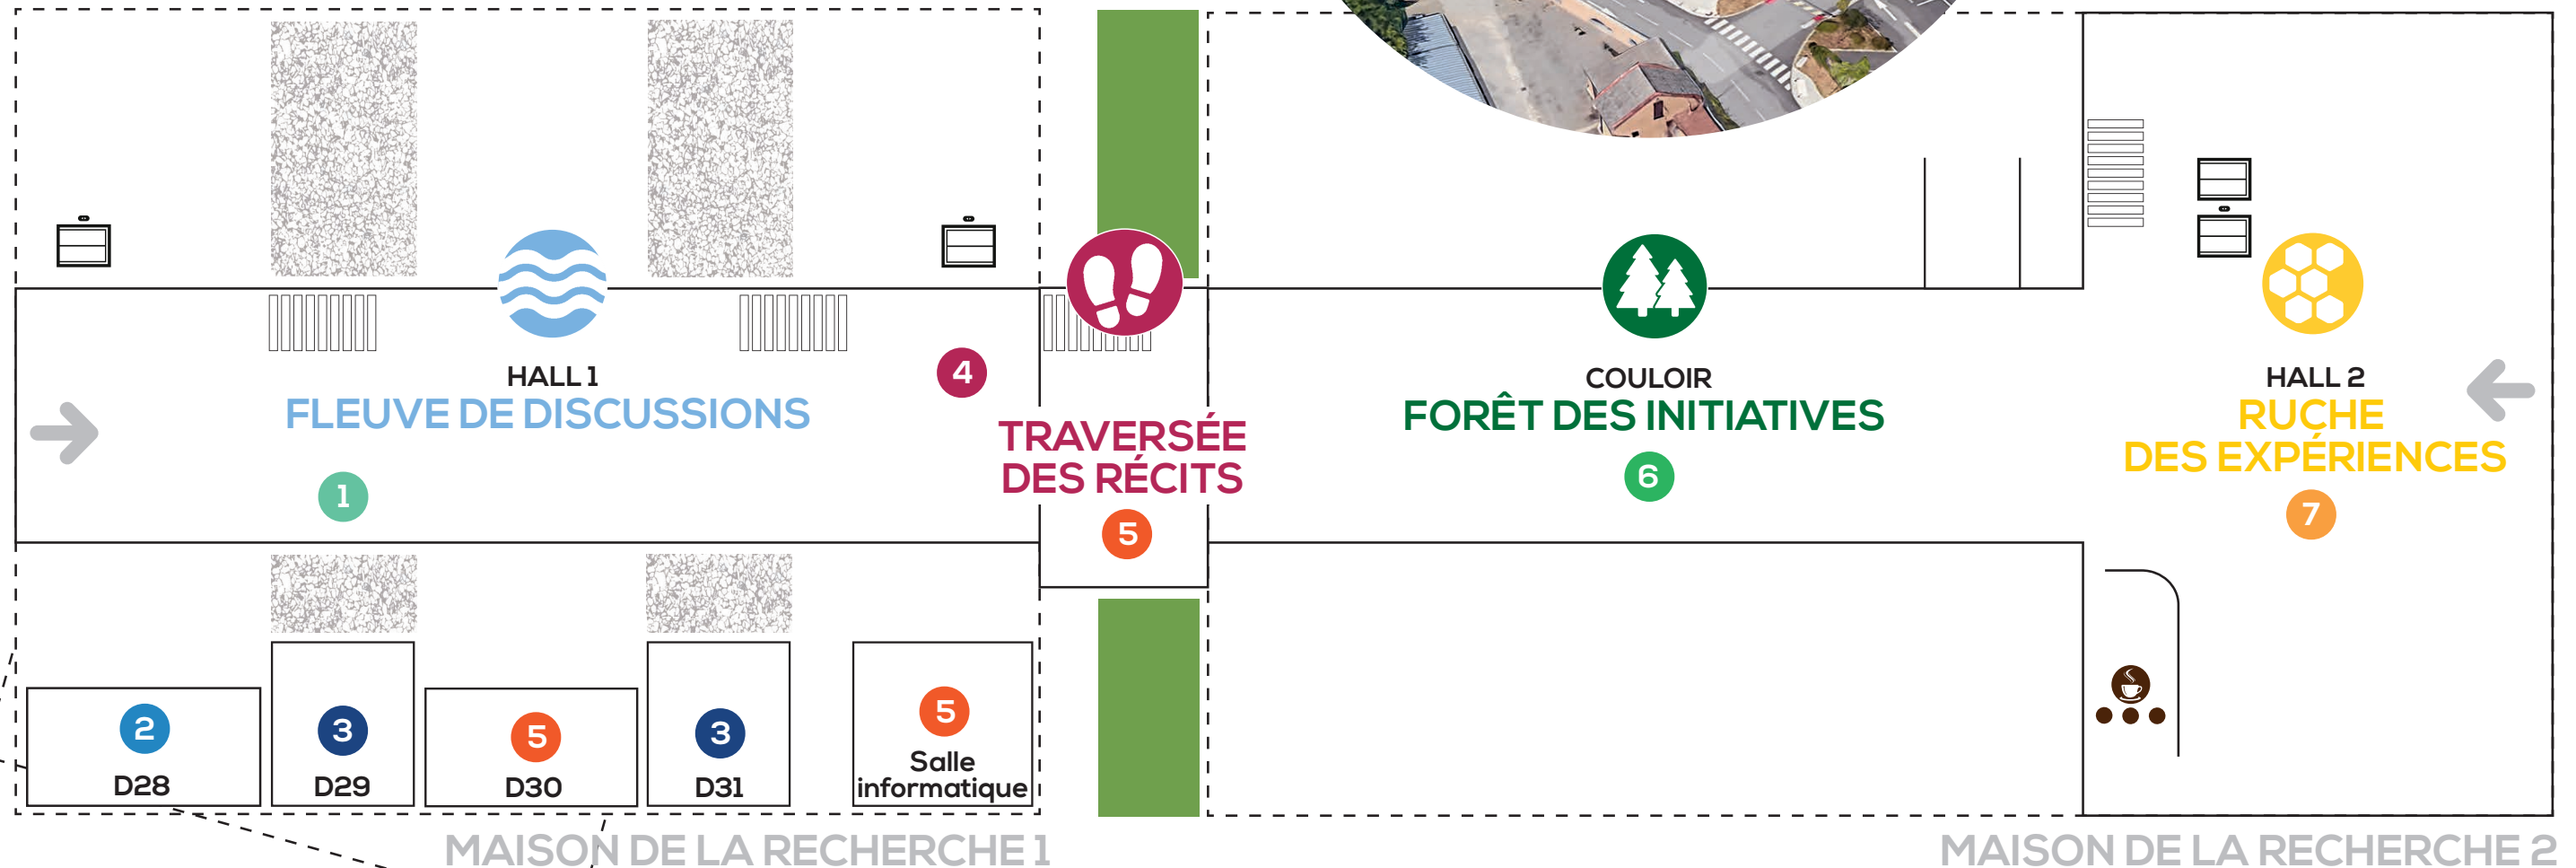 HALL 1
FLEUVE DE DISCUSSIONS
4
1
TRAVERSÉE
DES RÉCITS
5
COULOIR
FORÊT DES INITIATIVES
6
HALL 2
RUCHE
DES EXPÉRIENCES
7
2
D28
3
D29
5
D30
3
D31
5
Salle
informatique
MAISON DE LA RECHERCHE 1
MAISON DE LA RECHERCHE 2